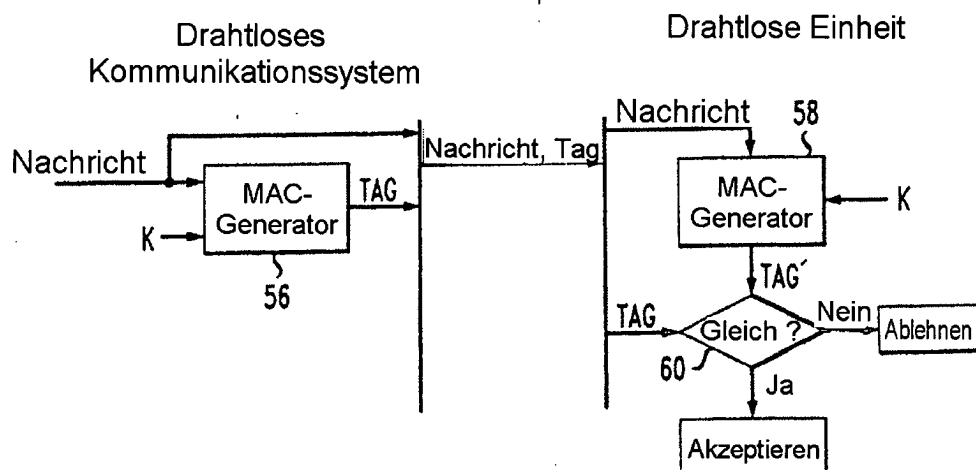 Drahtloses
Kommunikationssystem
Drahtlose Einheit
Nachricht
MAC-
Generator
K
56
TAG
Nachricht, Tag
Nachricht
58
MAC-
Generator
K
TAG´
TAG
Gleich ?
60
Nein
Ablehnen
Ja
Akzeptieren